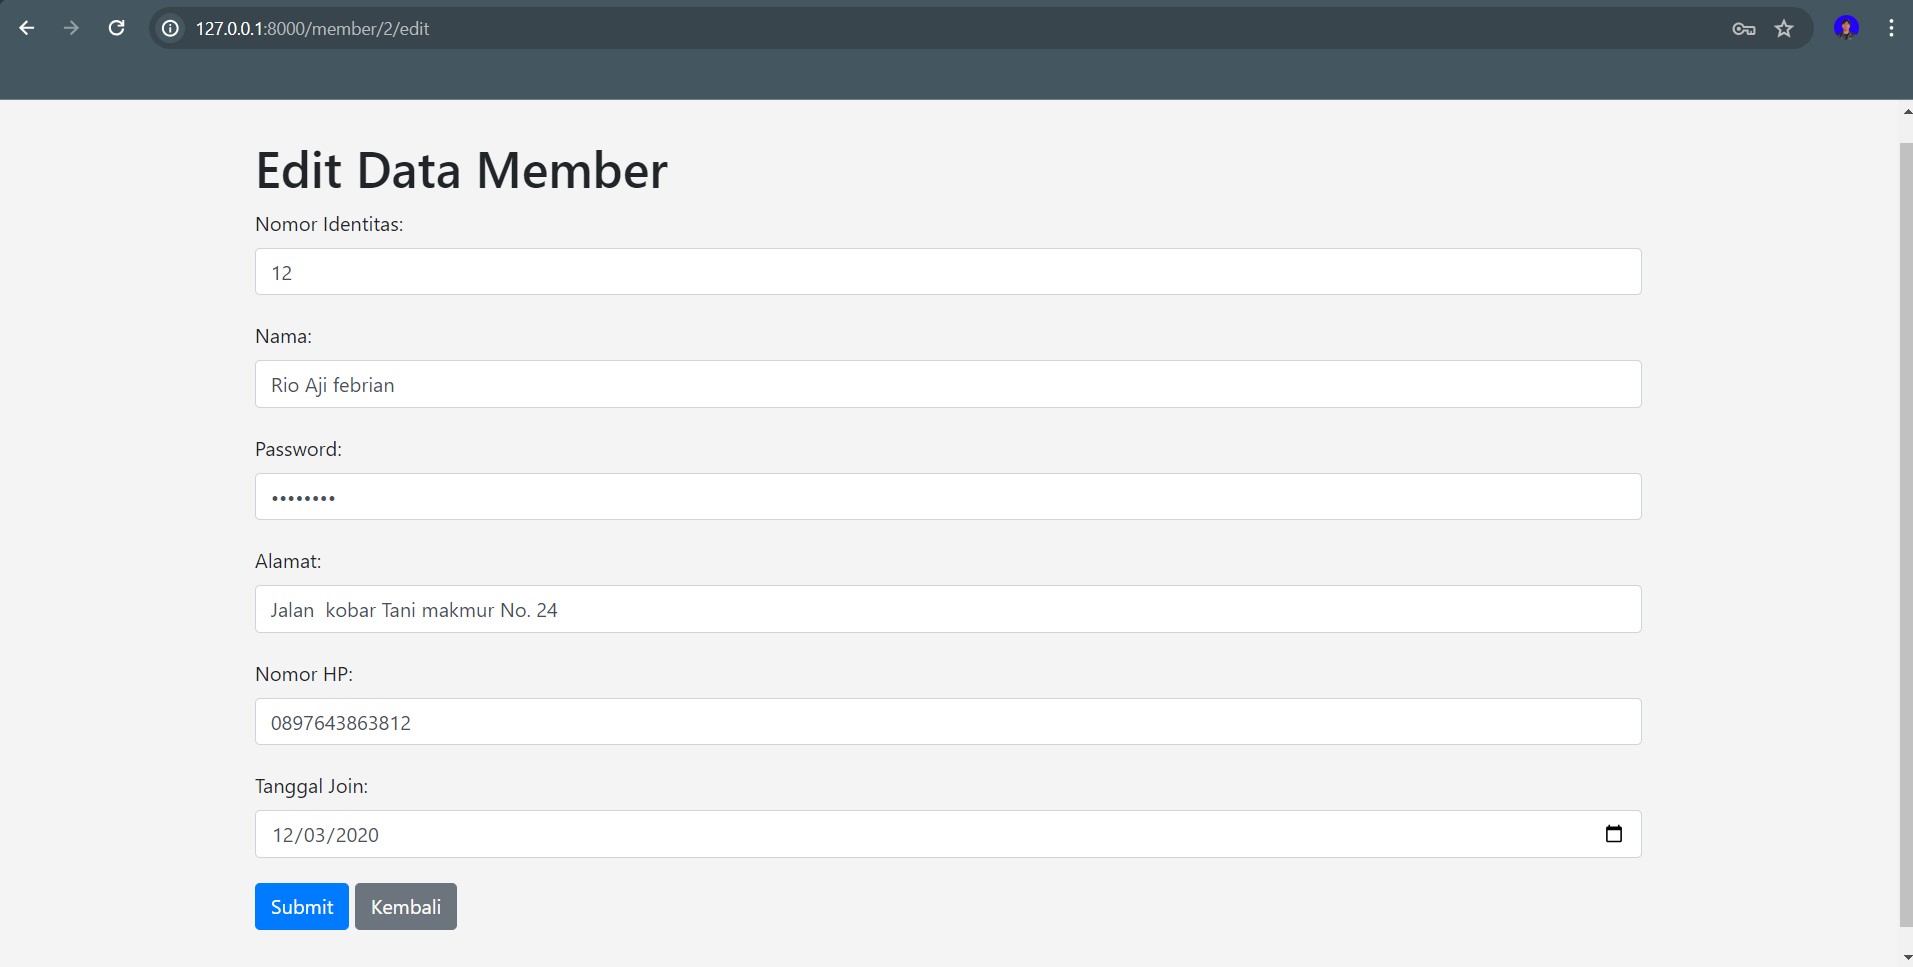 127.0.0.1:8000/member/2/edit
Edit Data Member
Nomor Identitas:
12
Nama:
Rio Aji febrian
Password:
••••••••
Alamat:
Jalan  kobar Tani makmur No. 24
Nomor HP:
0897643863812
Tanggal Join:
12/03/2020
Submit Kembali